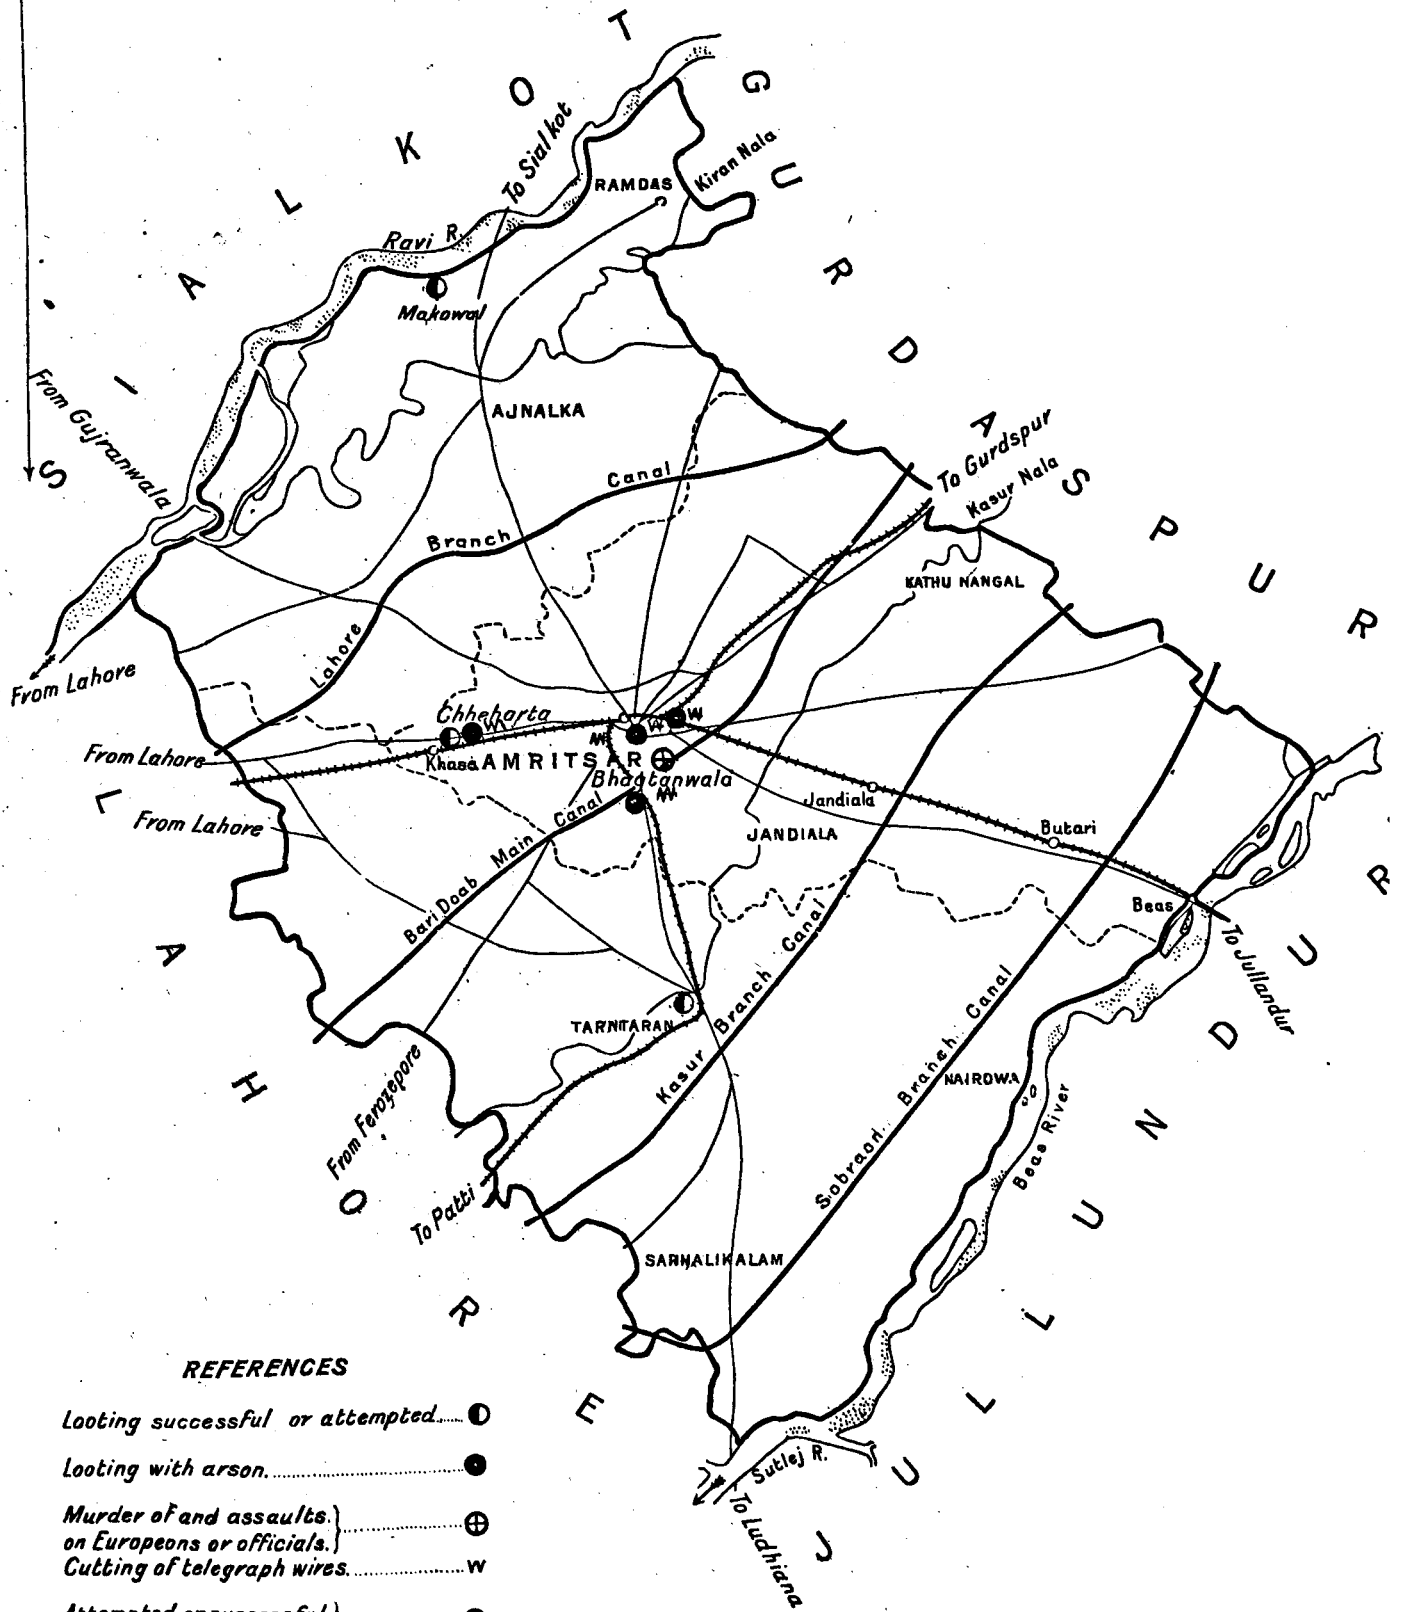 SIALKOT
GURDASPUR
To Sialkot
RAMDAS
Kiran Nala
Ravi R.
Makowal
From Gujranwala
AJNALKA
To Gurdspur
Kasur Nala
Branch
Canal
KATHU NANGAL
Lahore
From Lahore
Chheharta
W
W
W
From Lahore
Khasa
AMRITSAR
Bhagtanwala
From Lahore
Jandiala
JANDIALA
Butari
Bari Doab Main Canal
Beas
To Jullandur
TARNTARAN
Kasur Branch Canal
NAIROWA
Sobraon. Branch Canal
Beas River
From Ferozepore
To Patti
SARHALIKALAM
LAHORE
JULLUNDUR
Sutlej R.
To Ludhiana
REFERENCES
Looting successful or attempted
Looting with arson.
Murder of and assaults.
on Europeons or officials.
Cutting of telegraph wires. W